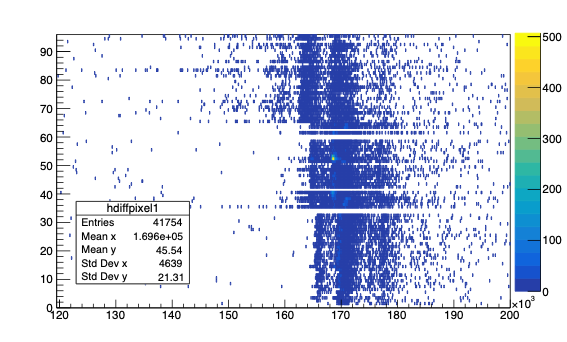 500
400
300
200
100
0
90
80
70
60
50
40
30
20
10
0
hdiffpixel1
Entries 41754
Mean x 1.696e+05
Mean y 45.54
Std Dev x 4639
Std Dev y 21.31
120 130 140 150 160 170 180 190 200
×10³